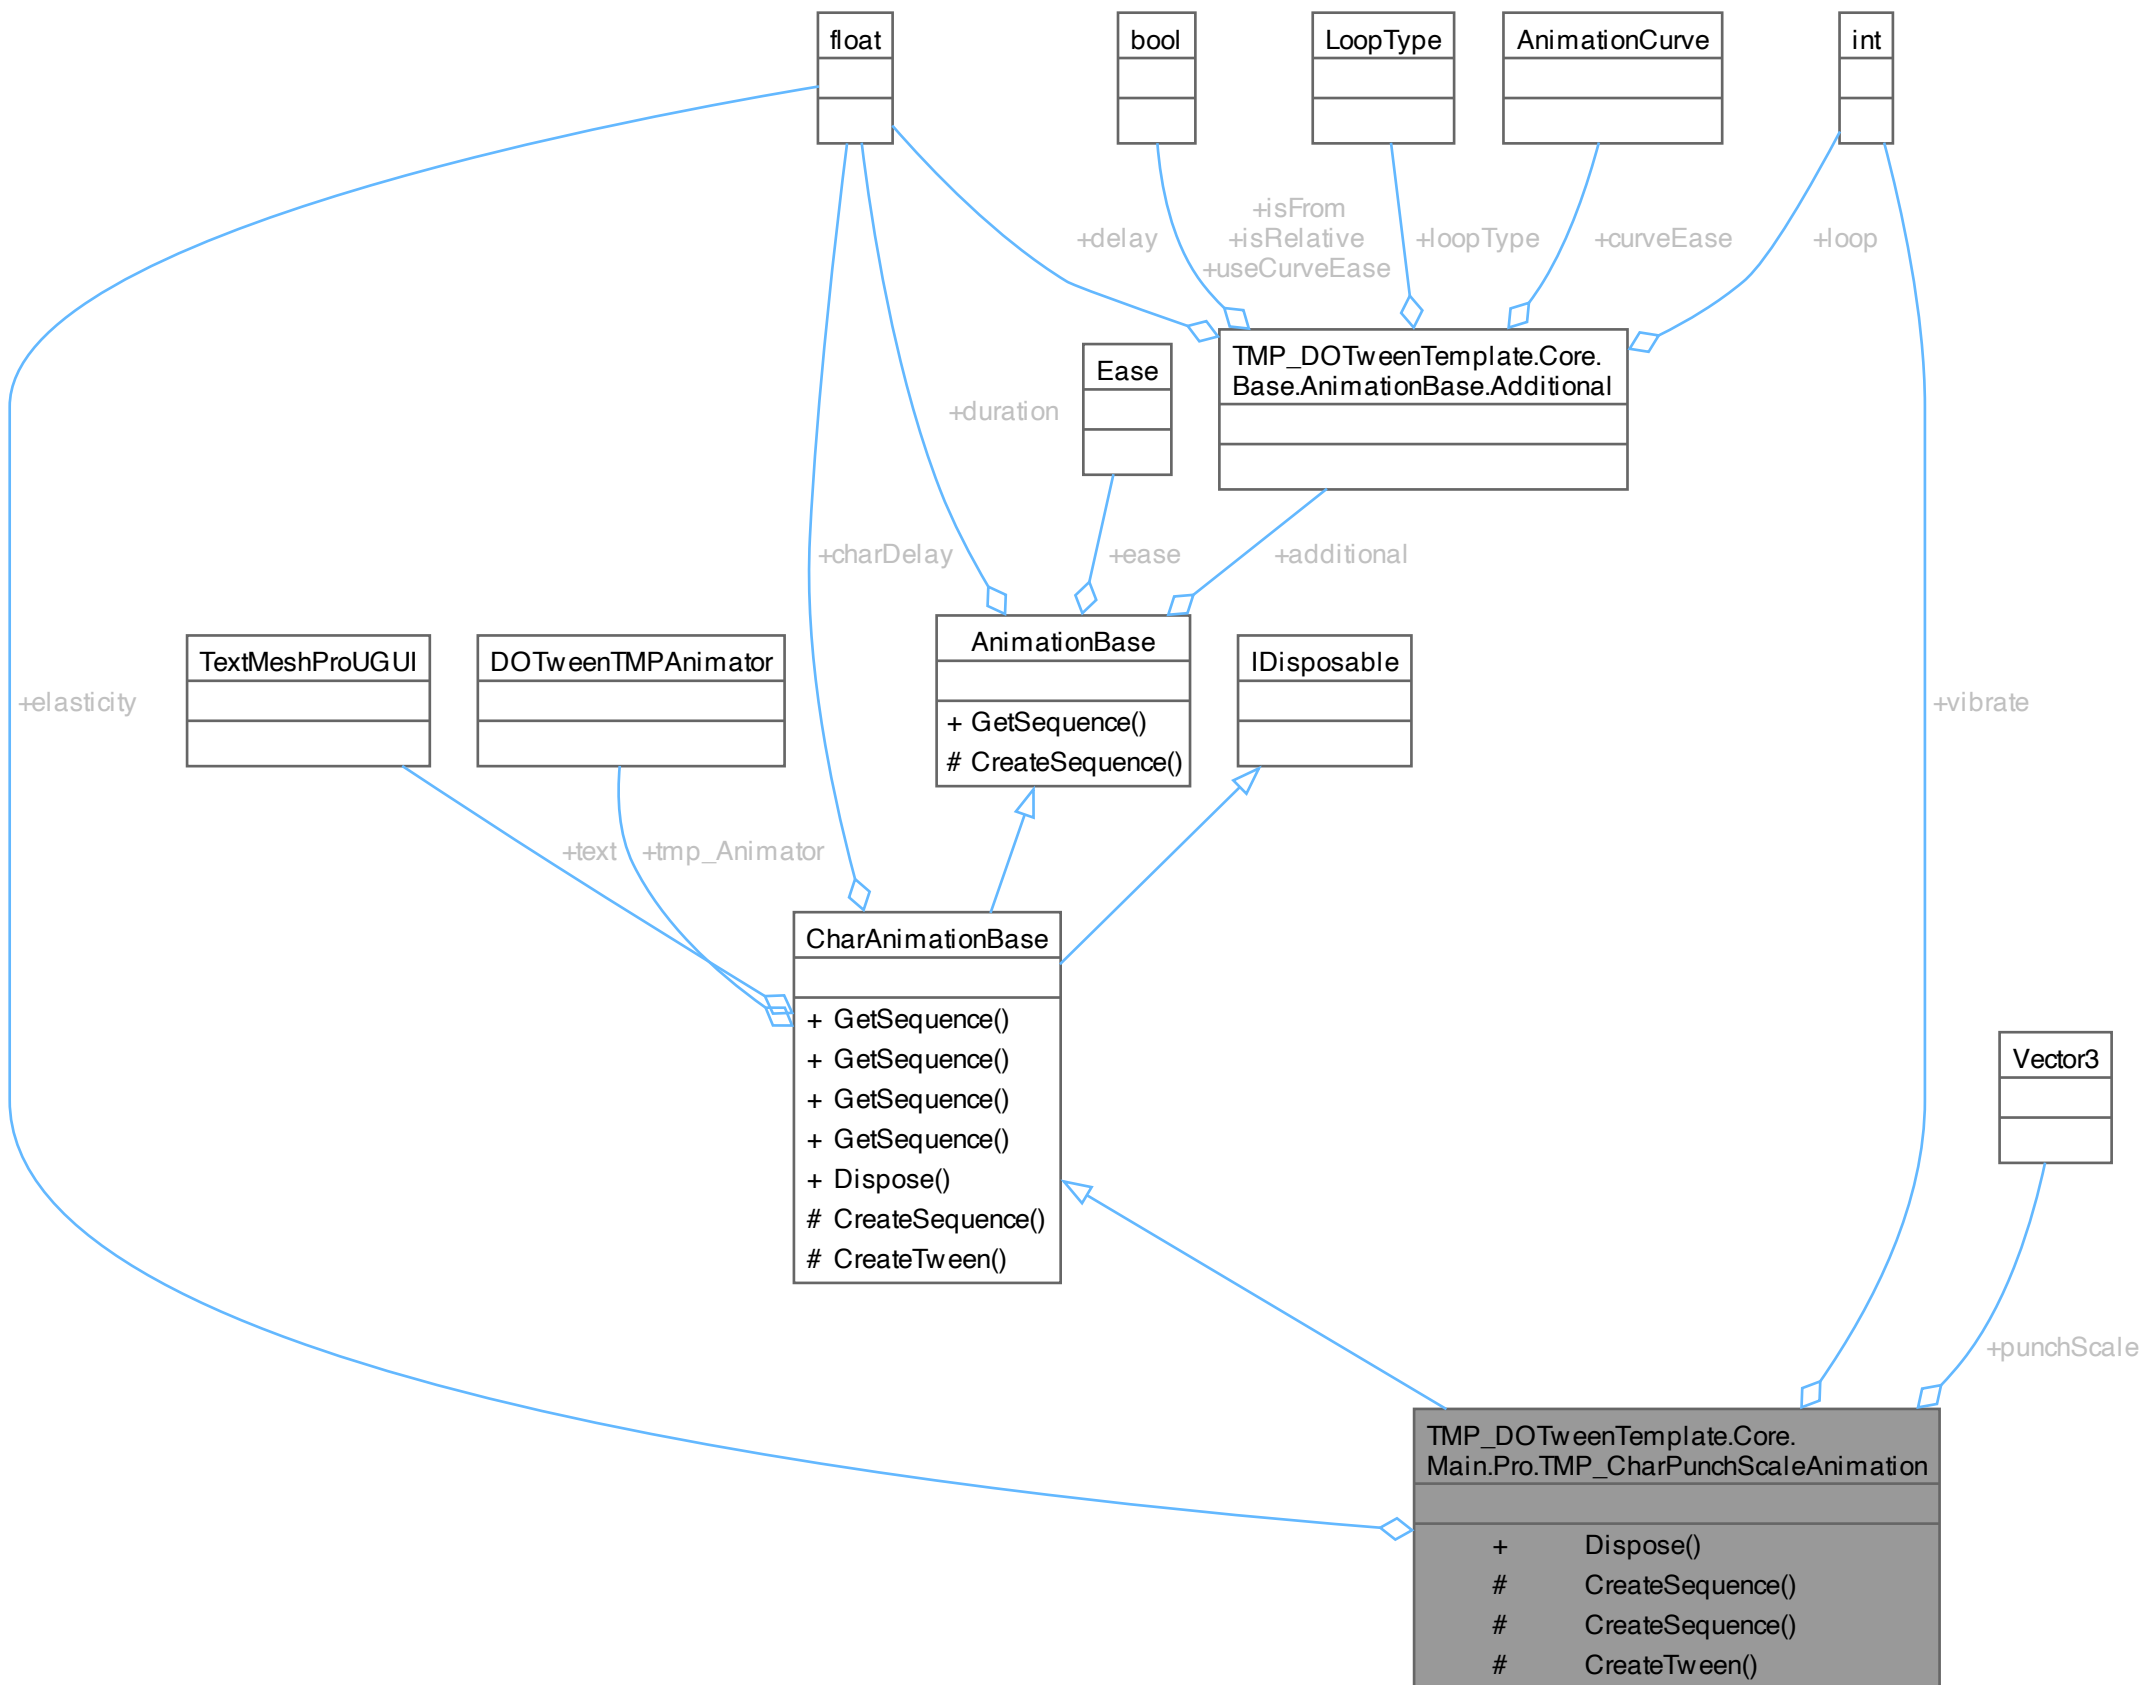 float
bool
LoopType
AnimationCurve
int
+delay
+isFrom
+isRelative
+useCurveEase
+loopType
+curveEase
+loop
TMP_DOTweenTemplate.Core.
Base.AnimationBase.Additional
Ease
+duration
+charDelay
+ease
+additional
TextMeshProUGUI
DOTweenTMPAnimator
AnimationBase
+ GetSequence()
# CreateSequence()
IDisposable
+elasticity
+vibrate
+text
+tmp_Animator
CharAnimationBase
+ GetSequence()
+ GetSequence()
+ GetSequence()
+ GetSequence()
+ Dispose()
# CreateSequence()
# CreateTween()
Vector3
+punchScale
TMP_DOTweenTemplate.Core.
Main.Pro.TMP_CharPunchScaleAnimation
+ Dispose()
# CreateSequence()
# CreateSequence()
# CreateTween()